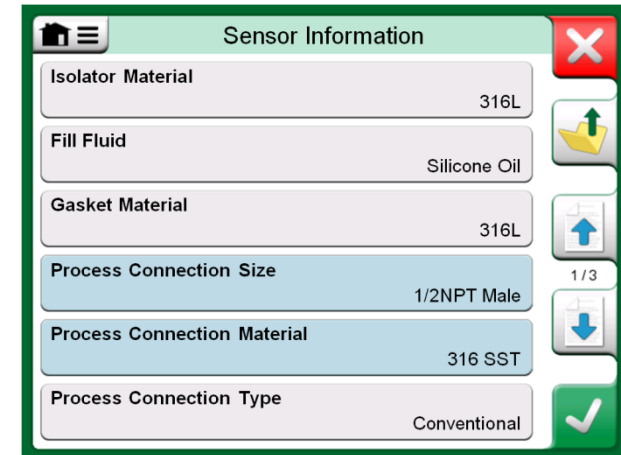 Sensor Information
Isolator Material
316L
Fill Fluid
Silicone Oil
Gasket Material
316L
Process Connection Size
1/2NPT Male
1/3
Process Connection Material
316 SST
Process Connection Type
Conventional